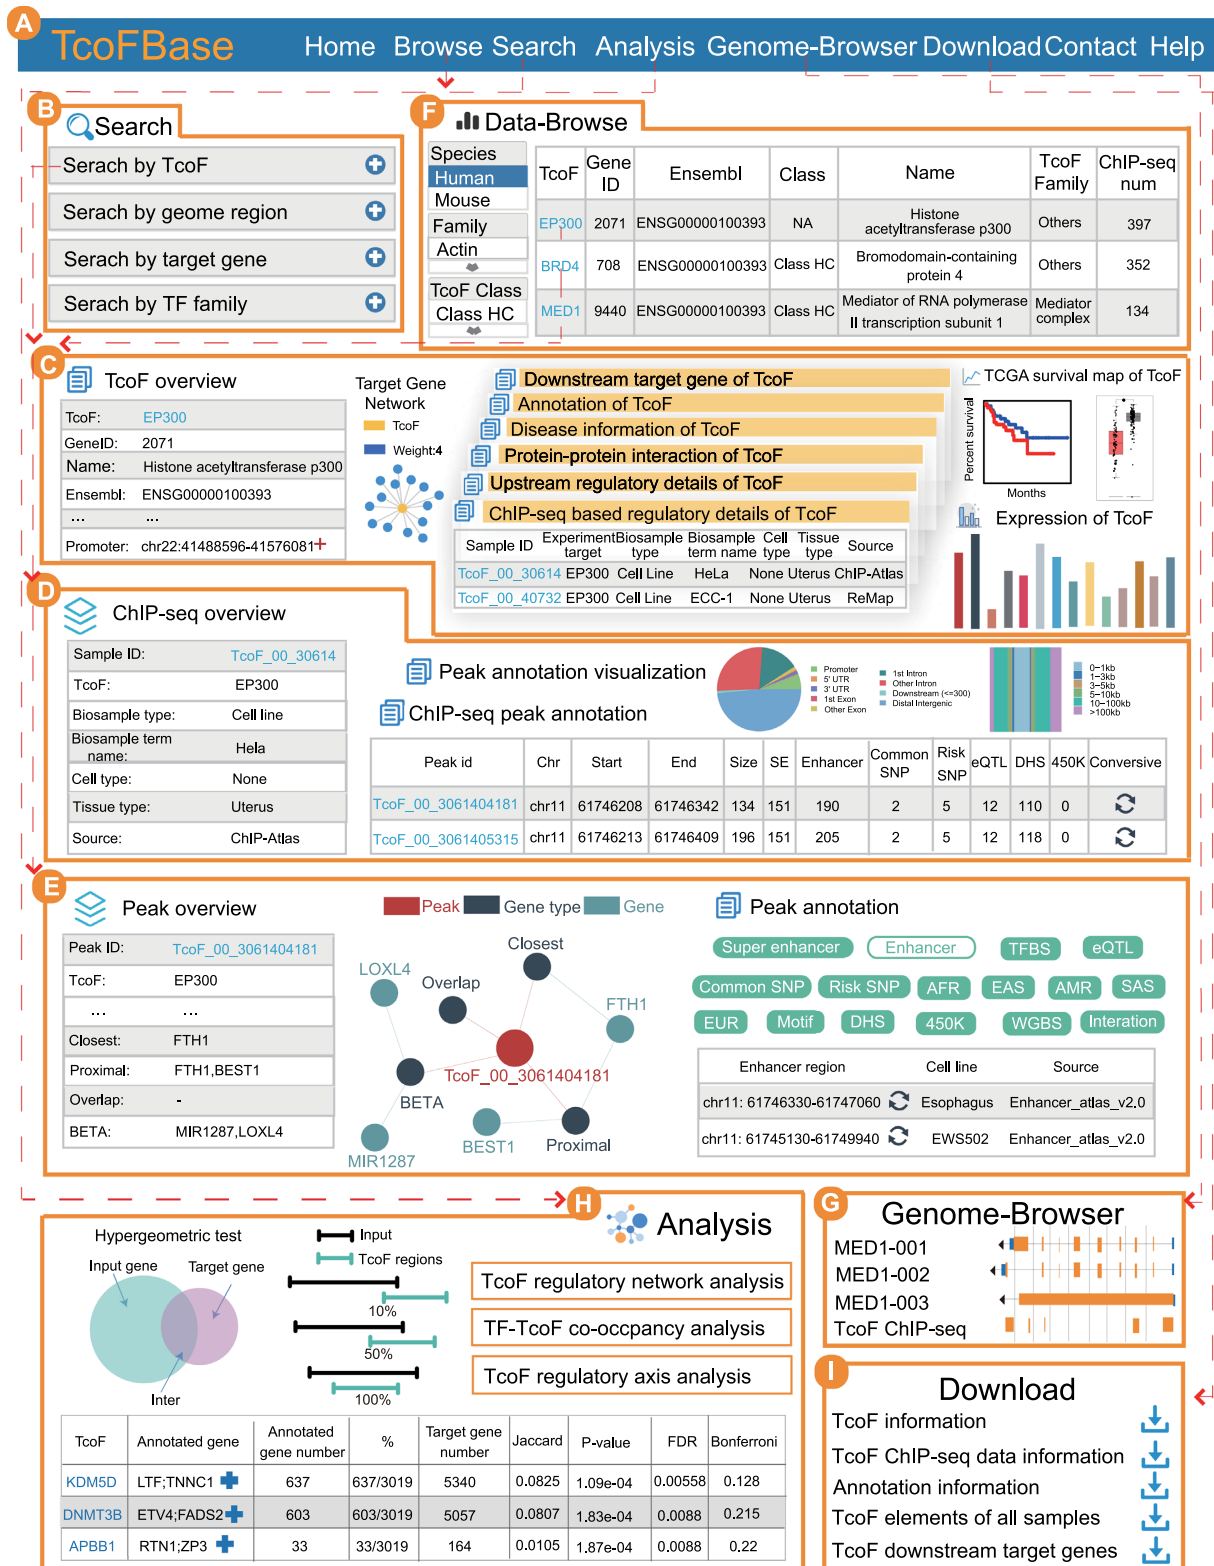 A
TcoFBase
Home Browse Search Analysis Genome-Browser Download Contact Help
B
Search
Serach by TcoF
Serach by geome region
Serach by target gene
Serach by TF family
F
Data-Browse
Species
Human
Mouse
Family
Actin
TcoF Class
Class HC
TcoF Gene ID Ensembl Class Name TcoF Family ChIP-seq num
EP300 2071 ENSG00000100393 NA Histone acetyltransferase p300 Others 397
BRD4 708 ENSG00000100393 Class HC Bromodomain-containing protein 4 Others 352
MED1 9440 ENSG00000100393 Class HC Mediator of RNA polymerase II transcription subunit 1 Mediator complex 134
C
TcoF overview
TcoF: EP300
GeneID: 2071
Name: Histone acetyltransferase p300
Ensembl: ENSG00000100393
... ...
Promoter: chr22:41488596-41576081+
Target Gene
Network
TcoF
Weight:4
Downstream target gene of TcoF
Annotation of TcoF
Disease information of TcoF
Protein-protein interaction of TcoF
Upstream regulatory details of TcoF
ChIP-seq based regulatory details of TcoF
Sample ID Experiment target Biosample type Biosample term name Cell type Tissue type Source
TcoF_00_30614 EP300 Cell Line HeLa None Uterus ChIP-Atlas
TcoF_00_40732 EP300 Cell Line ECC-1 None Uterus ReMap
TCGA survival map of TcoF
Percent survival
Months
Expression of TcoF
D
ChIP-seq overview
Sample ID: TcoF_00_30614
TcoF: EP300
Biosample type: Cell line
Biosample term name: Hela
Cell type: None
Tissue type: Uterus
Source: ChIP-Atlas
Peak annotation visualization
Promoter
5' UTR
3' UTR
1st Exon
Other Exon
1st Intron
Other Intron
Downstream (<=300)
Distal Intergenic
0-1kb
1-3kb
3-5kb
5-10kb
10-100kb
>100kb
ChIP-seq peak annotation
Peak id Chr Start End Size SE Enhancer Common SNP Risk SNP eQTL DHS 450K Conversive
TcoF_00_3061404181 chr11 61746208 61746342 134 151 190 2 5 12 110 0
TcoF_00_3061405315 chr11 61746213 61746409 196 151 205 2 5 12 118 0
E
Peak overview
Peak ID: TcoF_00_3061404181
TcoF: EP300
... ...
Closest: FTH1
Proximal: FTH1,BEST1
Overlap: -
BETA: MIR1287,LOXL4
Peak Gene type Gene
Closest
LOXL4
Overlap
FTH1
TcoF_00_3061404181
BETA
BEST1
Proximal
MIR1287
Peak annotation
Super enhancer Enhancer TFBS eQTL
Common SNP Risk SNP AFR EAS AMR SAS
EUR Motif DHS 450K WGBS Interation
Enhancer region Cell line Source
chr11: 61746330-61747060 Esophagus Enhancer_atlas_v2.0
chr11: 61745130-61749940 EWS502 Enhancer_atlas_v2.0
H
Analysis
Hypergeometric test
Input gene
Target gene
Inter
Input
TcoF regions
10%
50%
100%
TcoF regulatory network analysis
TF-TcoF co-occpancy analysis
TcoF regulatory axis analysis
TcoF Annotated gene Annotated gene number % Target gene number Jaccard P-value FDR Bonferroni
KDM5D LTF;TNNC1 637 637/3019 5340 0.0825 1.09e-04 0.00558 0.128
DNMT3B ETV4;FADS2 603 603/3019 5057 0.0807 1.83e-04 0.0088 0.215
APBB1 RTN1;ZP3 33 33/3019 164 0.0105 1.87e-04 0.0088 0.22
G
Genome-Browser
MED1-001
MED1-002
MED1-003
TcoF ChIP-seq
I
Download
TcoF information
TcoF ChIP-seq data information
Annotation information
TcoF elements of all samples
TcoF downstream target genes